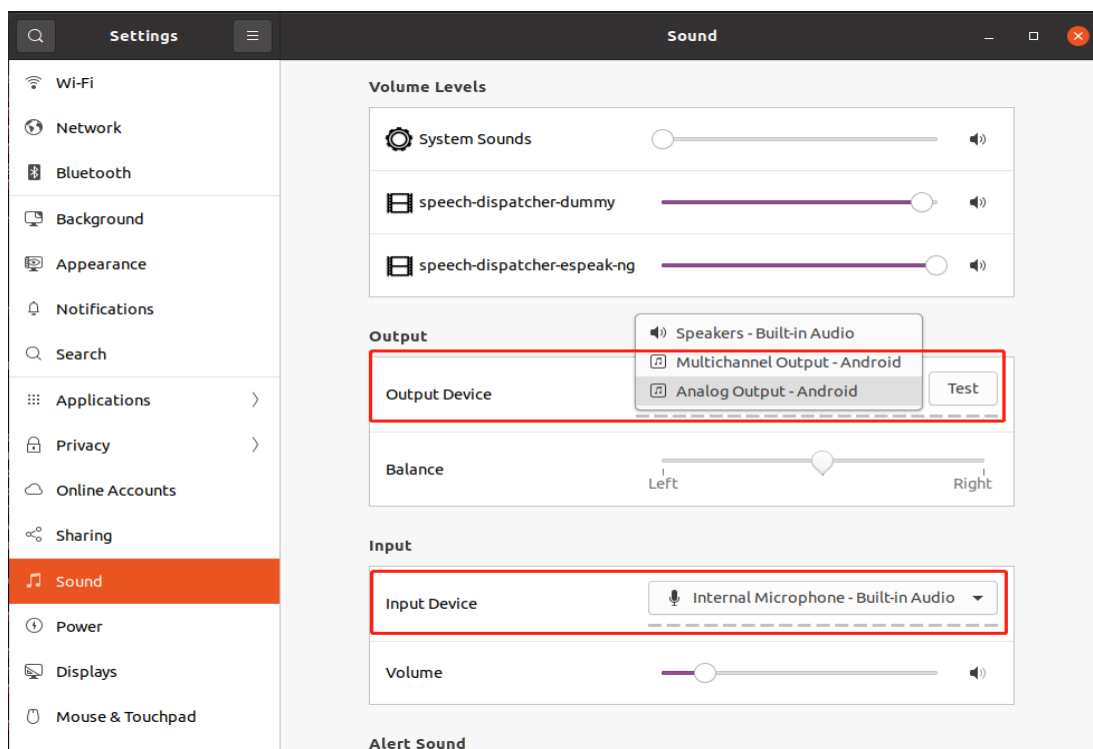 Settings
Sound
Wi-Fi
Network
Bluetooth
Background
Appearance
Notifications
Search
Applications
Privacy
Online Accounts
Sharing
Sound
Power
Displays
Mouse & Touchpad
Volume Levels
System Sounds
speech-dispatcher-dummy
speech-dispatcher-espeak-ng
Output
Speakers - Built-in Audio
Multichannel Output - Android
Output Device
Analog Output - Android
Test
Balance
Left
Right
Input
Input Device
Internal Microphone - Built-in Audio
Volume
Alert Sound